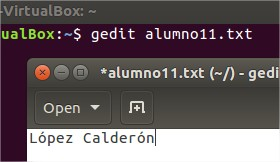 -VirtualBox: ~
ualBox:~$ gedit alumno11.txt
*alumno11.txt (~/) - gedi
Open
López Calderón